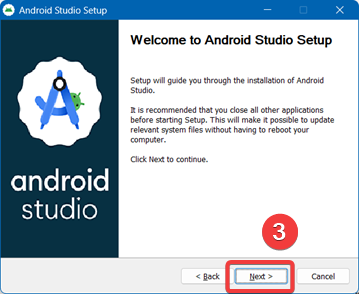 Android Studio Setup
Welcome to Android Studio Setup
Setup will guide you through the installation of Android
Studio.
It is recommended that you close all other applications
before starting Setup. This will make it possible to update
relevant system files without having to reboot your
computer.
Click Next to continue.
android
studio
3
< Back
Next >
Cancel